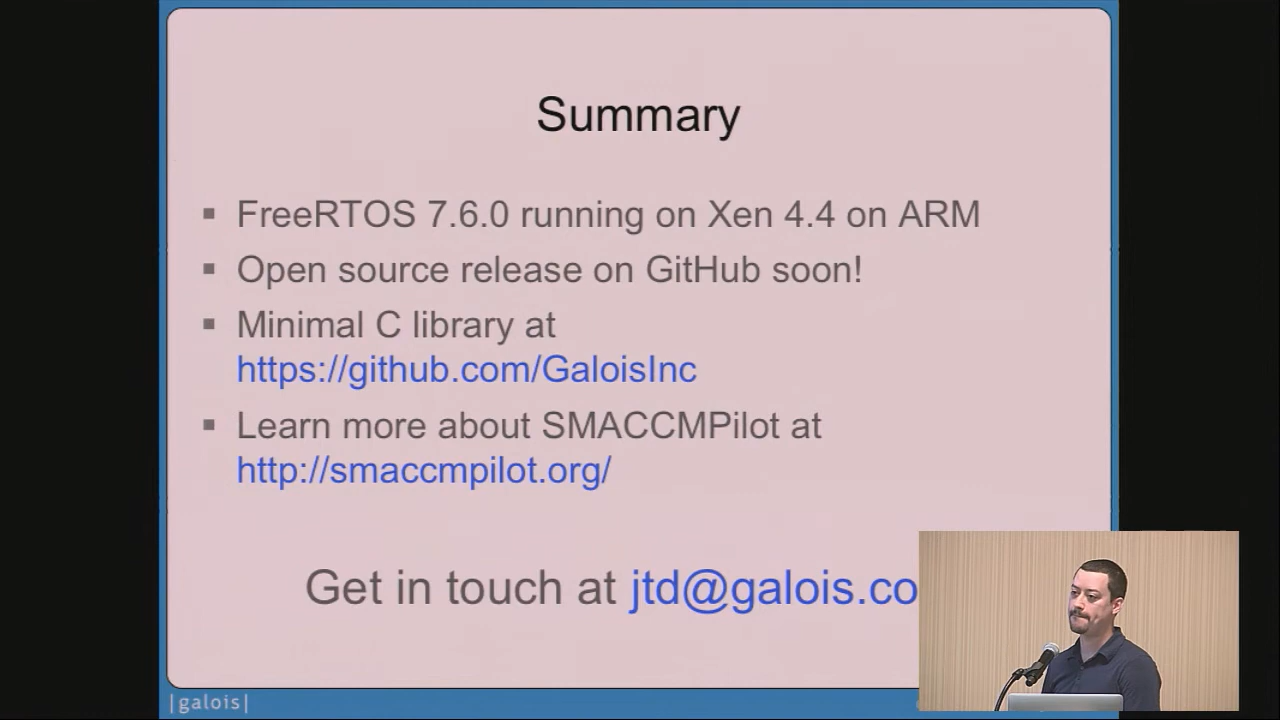 Summary
▪ FreeRTOS 7.6.0 running on Xen 4.4 on ARM
▪ Open source release on GitHub soon!
▪ Minimal C library at
https://github.com/GaloisInc
▪ Learn more about SMACCMPilot at
http://smaccmpilot.org/
Get in touch at jtd@galois.co
|galois|